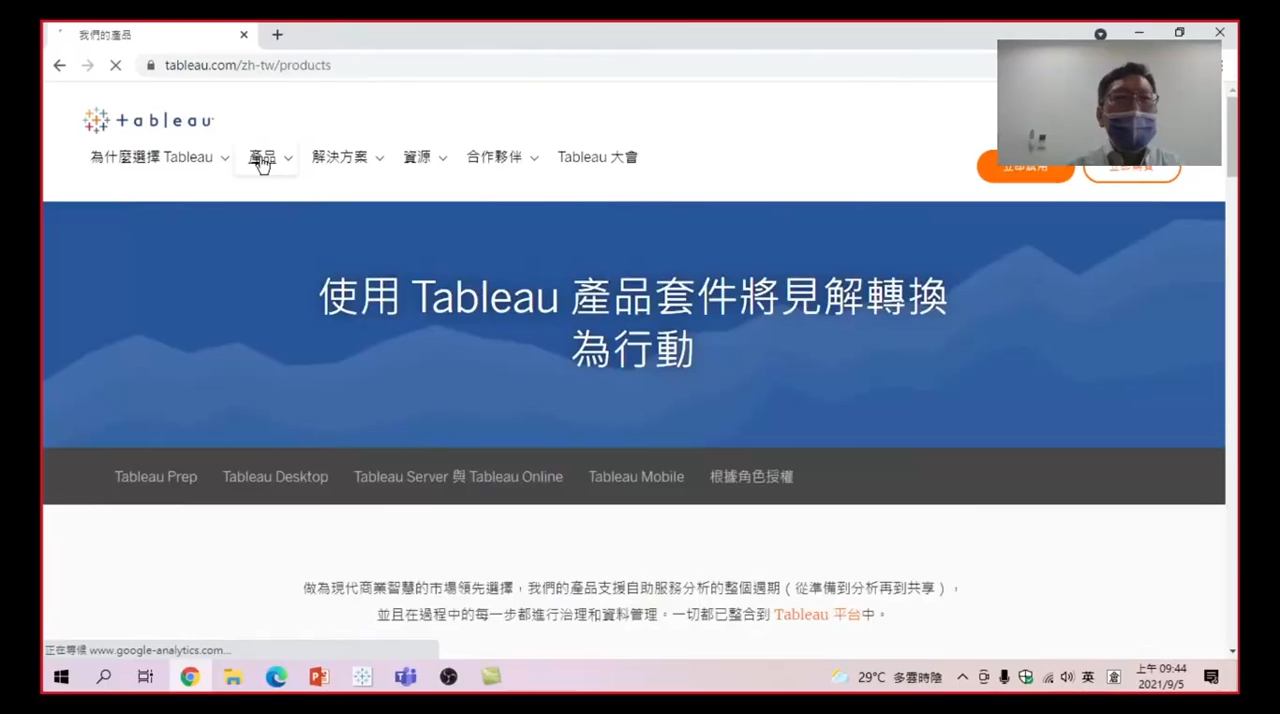 我們的產品
tableau.com/zh-tw/products
+ableau
為什麼選擇 Tableau
產品
解決方案
資源
合作夥伴
Tableau 大會
使用 Tableau 產品套件將見解轉換
為行動
Tableau Prep
Tableau Desktop
Tableau Server 與 Tableau Online
Tableau Mobile
根據角色授權
做為現代商業智慧的市場領先選擇,我們的產品支援自助服務分析的整個週期(從準備到分析再到共享),
並且在過程中的每一步都進行治理和資料管理。一切都已整合到 Tableau 平台中。
正在等候 www.google-analytics.com...
29°C 多雲時陰
英
倉
上午 09:44
2021/9/5